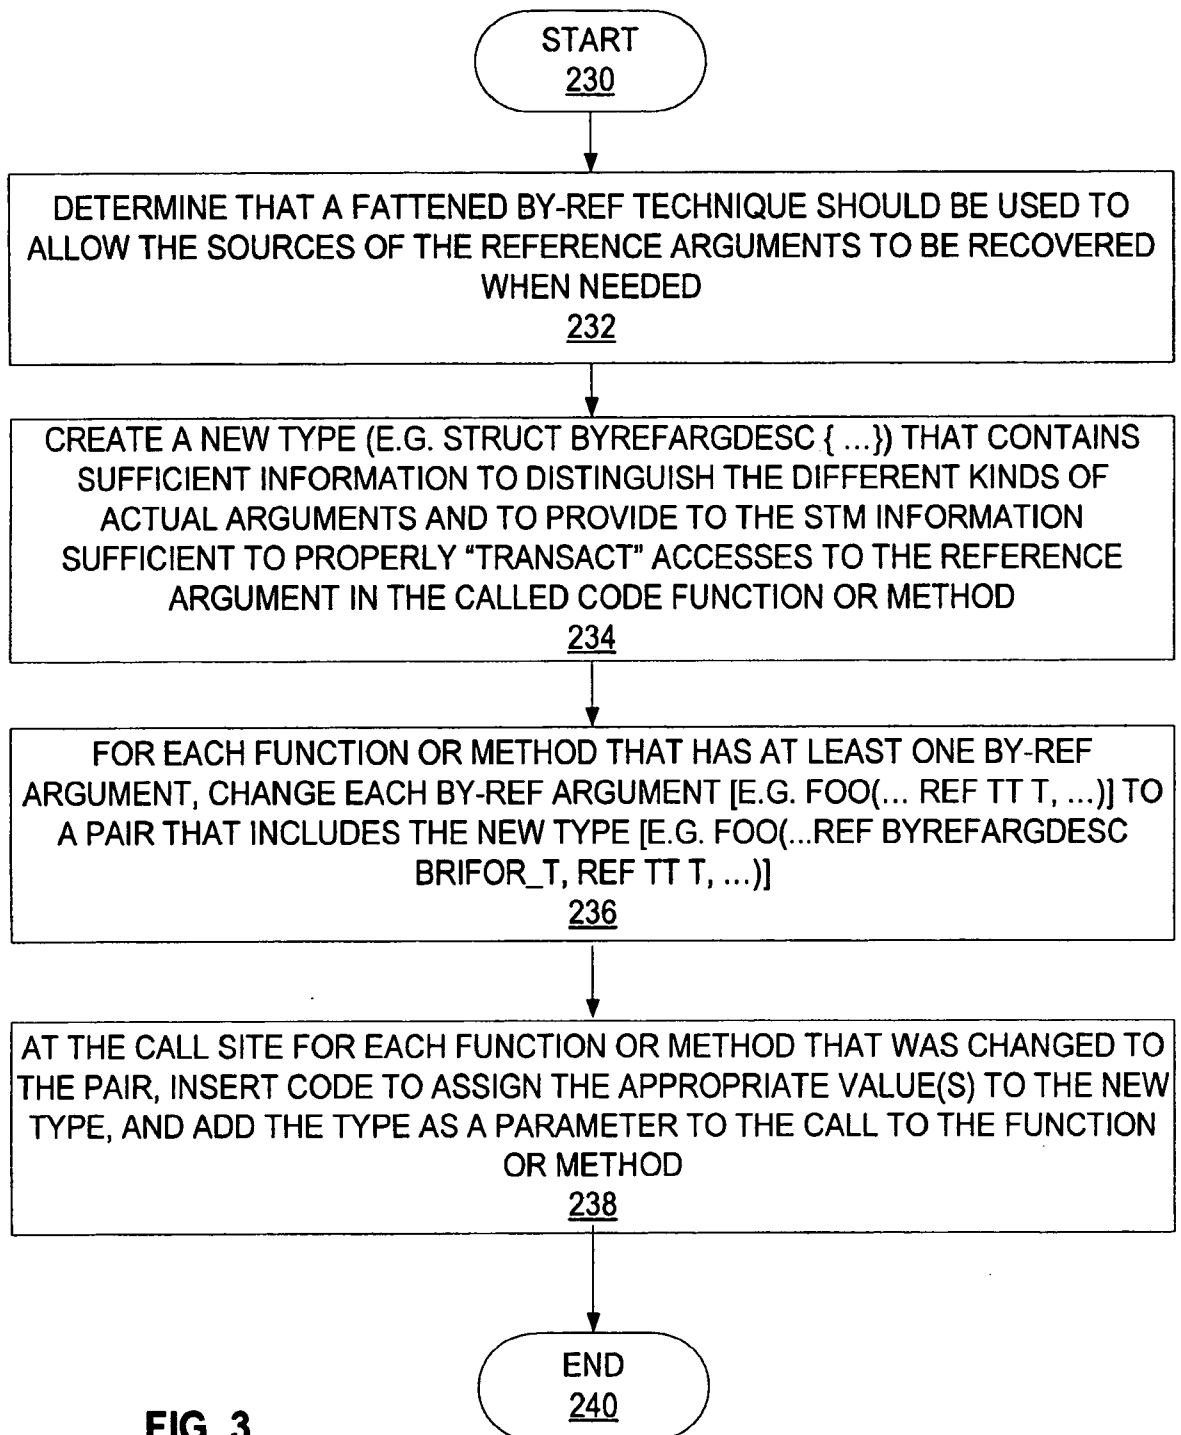 START
230
DETERMINE THAT A FATTENED BY-REF TECHNIQUE SHOULD BE USED TO
ALLOW THE SOURCES OF THE REFERENCE ARGUMENTS TO BE RECOVERED
WHEN NEEDED
232
CREATE A NEW TYPE (E.G. STRUCT BYREFARGDESC { ...}) THAT CONTAINS
SUFFICIENT INFORMATION TO DISTINGUISH THE DIFFERENT KINDS OF
ACTUAL ARGUMENTS AND TO PROVIDE TO THE STM INFORMATION
SUFFICIENT TO PROPERLY “TRANSACT” ACCESSES TO THE REFERENCE
ARGUMENT IN THE CALLED CODE FUNCTION OR METHOD
234
FOR EACH FUNCTION OR METHOD THAT HAS AT LEAST ONE BY-REF
ARGUMENT, CHANGE EACH BY-REF ARGUMENT [E.G. FOO(... REF TT T, ...)] TO
A PAIR THAT INCLUDES THE NEW TYPE [E.G. FOO(...REF BYREFARGDESC
BRIFOR_T, REF TT T, ...)]
236
AT THE CALL SITE FOR EACH FUNCTION OR METHOD THAT WAS CHANGED TO
THE PAIR, INSERT CODE TO ASSIGN THE APPROPRIATE VALUE(S) TO THE NEW
TYPE, AND ADD THE TYPE AS A PARAMETER TO THE CALL TO THE FUNCTION
OR METHOD
238
END
240
FIG. 3